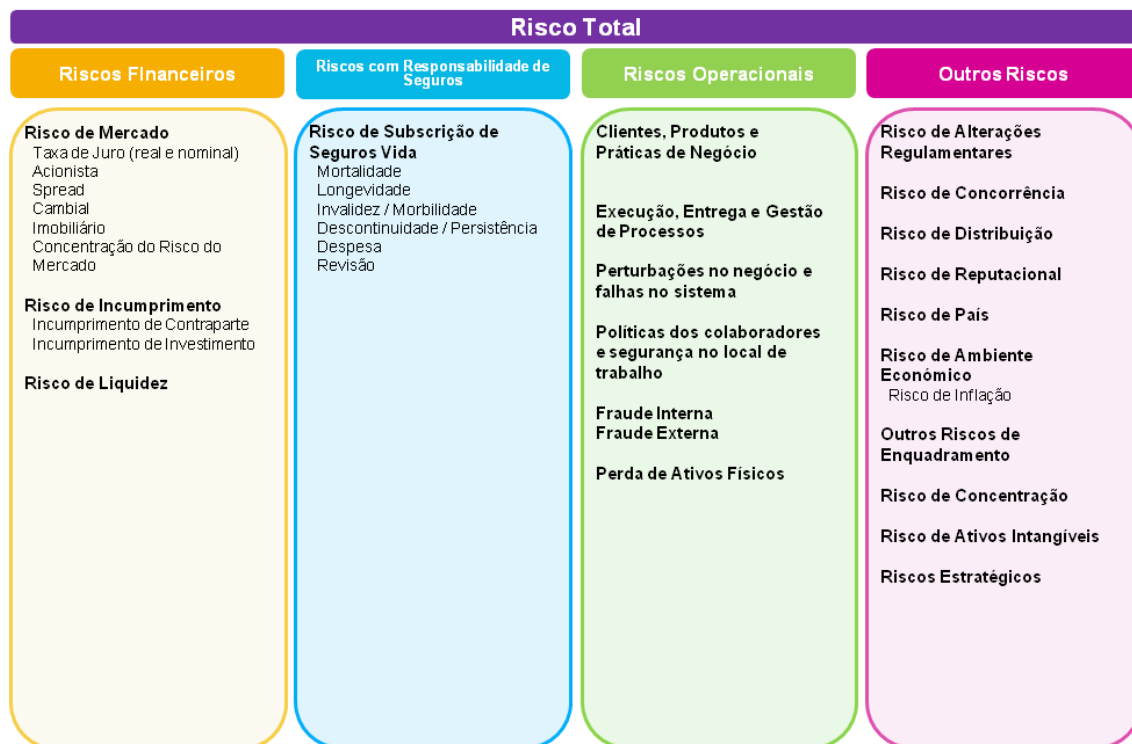 Risco Total
Riscos FInanceiros
Riscos com Responsabilidade de
Seguros
Riscos Operacionais
Outros Riscos
Risco de Mercado
Taxa de Juro (real e nominal)
Acionista
Spread
Cambial
Imobiliário
Concentração do Risco do
Mercado
Risco de Incumprimento
Incumprimento de Contraparte
Incumprimento de Investimento
Risco de Liquidez
Risco de Subscrição de
Seguros Vida
Mortalidade
Longevidade
Invalidez / Morbilidade
Descontinuidade / Persistência
Despesa
Revisão
Clientes, Produtos e
Práticas de Negócio
Execução, Entrega e Gestão
de Processos
Perturbações no negócio e
falhas no sistema
Políticas dos colaboradores
e segurança no local de
trabalho
Fraude Interna
Fraude Externa
Perda de Ativos Físicos
Risco de Alterações
Regulamentares
Risco de Concorrência
Risco de Distribuição
Risco de Reputacional
Risco de País
Risco de Ambiente
Económico
Risco de Inflação
Outros Riscos de
Enquadramento
Risco de Concentração
Risco de Ativos Intangíveis
Riscos Estratégicos